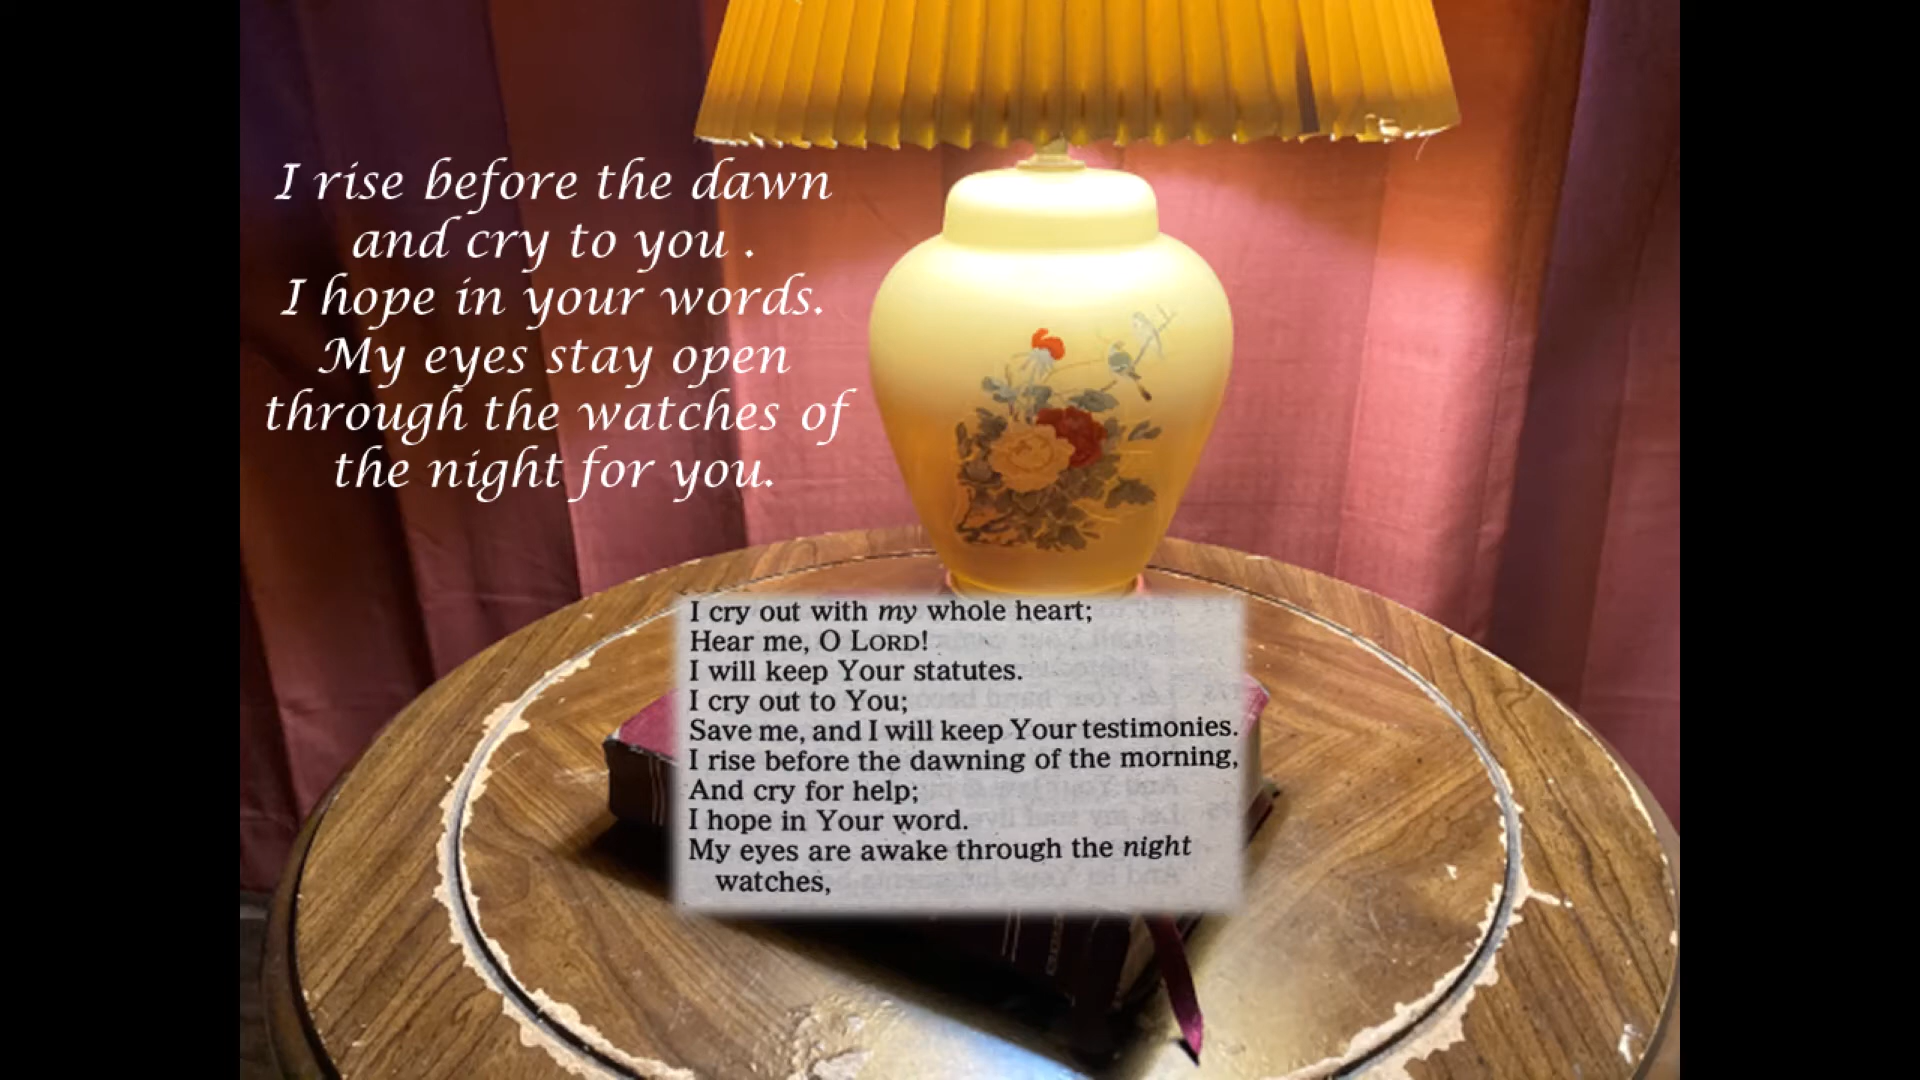 I rise before the dawn
and cry to you .
I hope in your words.
My eyes stay open
through the watches of
the night for you.
I cry out with my whole heart;
Hear me, O LORD!
I will keep Your statutes.
I cry out to You;
Save me, and I will keep Your testimonies.
I rise before the dawning of the morning,
And cry for help;
I hope in Your word.
My eyes are awake through the night
watches,